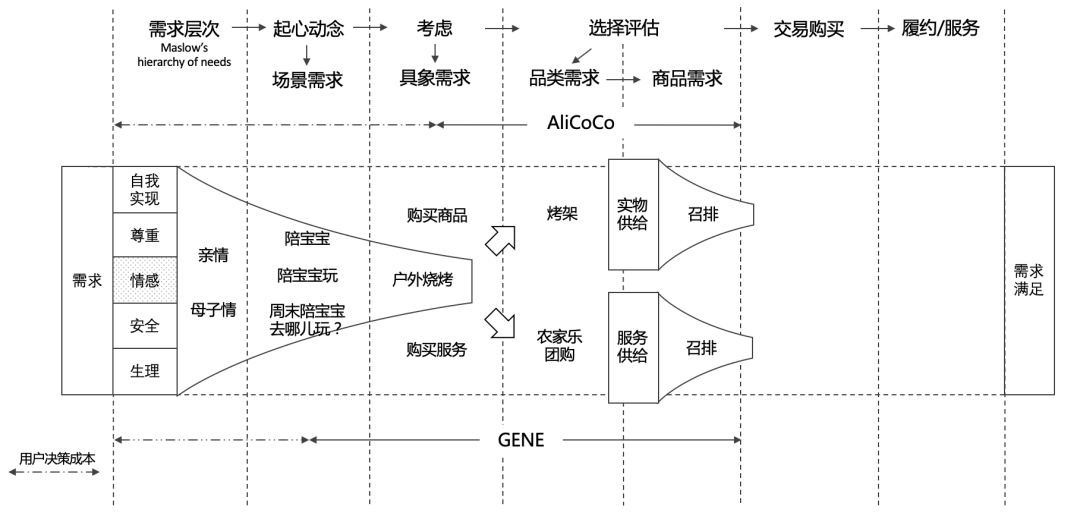 需求层次
Maslow's
hierarchy of needs
起心动念
考虑
选择评估
交易购买
履约/服务
场景需求
具象需求
品类需求
商品需求
AliCoCo
需求
自我
实现
尊重
情感
安全
生理
亲情
母子情
陪宝宝
陪宝宝玩
周末陪宝宝
去哪儿玩？
户外烧烤
购买商品
购买服务
烤架
农家乐
团购
实物
供给
召排
服务
供给
召排
需求
满足
GENE
用户决策成本